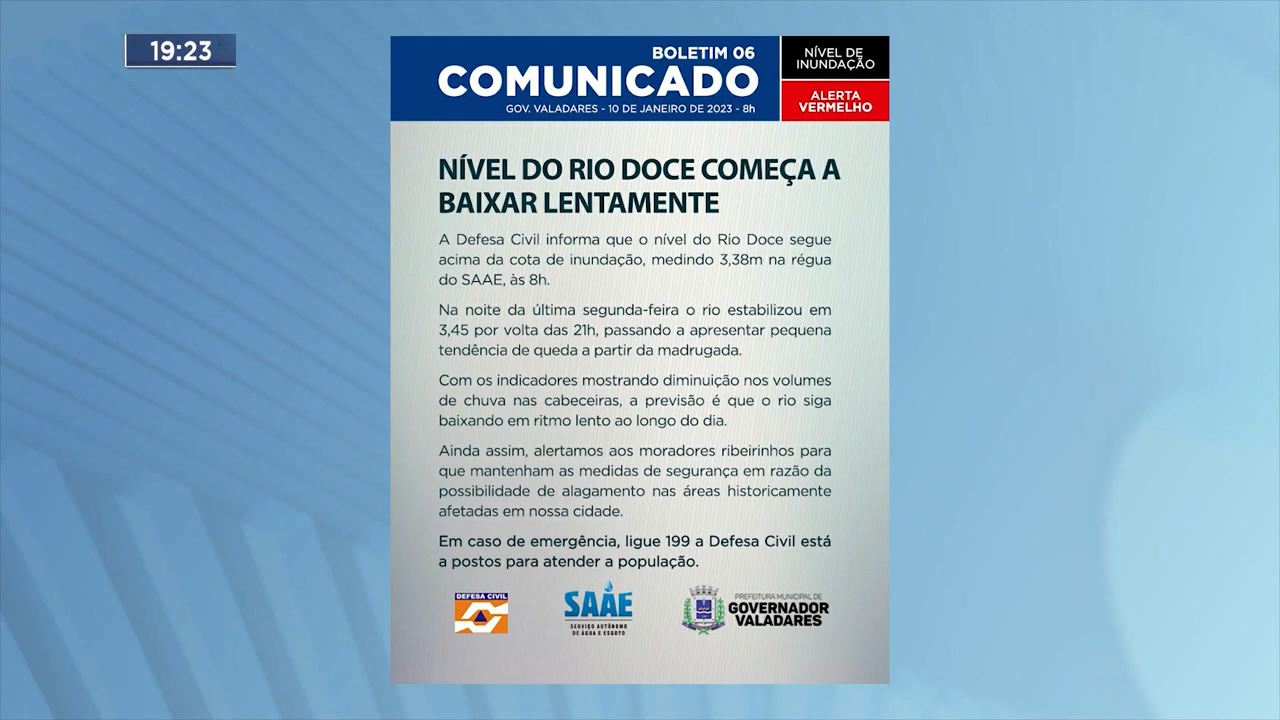 19:23
BOLETIM 06
COMUNICADO
GOV. VALADARES - 10 DE JANEIRO DE 2023 - 8h
NÍVEL DE
INUNDAÇÃO
ALERTA
VERMELHO
NÍVEL DO RIO DOCE COMEÇA A
BAIXAR LENTAMENTE
A Defesa Civil informa que o nível do Rio Doce segue
acima da cota de inundação, medindo 3,38m na régua
do SAAE, às 8h.
Na noite da última segunda-feira o rio estabilizou em
3,45 por volta das 21h, passando a apresentar pequena
tendência de queda a partir da madrugada.
Com os indicadores mostrando diminuição nos volumes
de chuva nas cabeceiras, a previsão é que o rio siga
baixando em ritmo lento ao longo do dia.
Ainda assim, alertamos aos moradores ribeirinhos para
que mantenham as medidas de segurança em razão da
possibilidade de alagamento nas áreas historicamente
afetadas em nossa cidade.
Em caso de emergência, ligue 199 a Defesa Civil está
a postos para atender a população.
DEFESA CIVIL
SAAE
SERVIÇO AUTÔNOMO
DE ÁGUA E ESGOTO
PREFEITURA MUNICIPAL DE
GOVERNADOR
VALADARES